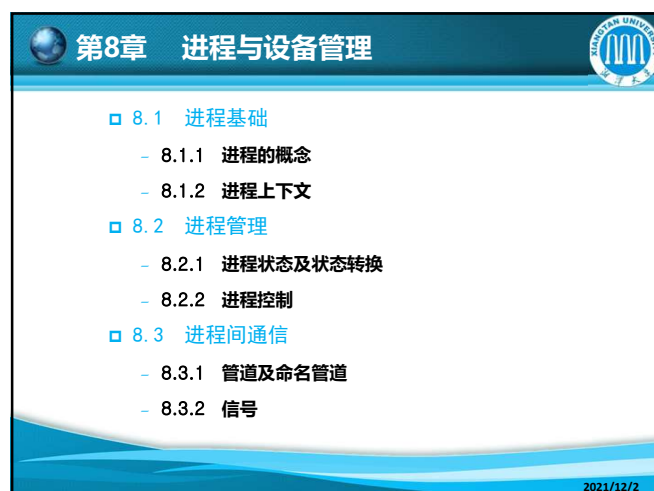 第8章 进程与设备管理
XIANGTAN UNIVERS
8.1 进程基础
– 8.1.1 进程的概念
– 8.1.2 进程上下文
8.2 进程管理
– 8.2.1 进程状态及状态转换
– 8.2.2 进程控制
8.3 进程间通信
– 8.3.1 管道及命名管道
– 8.3.2 信号
2021/12/2